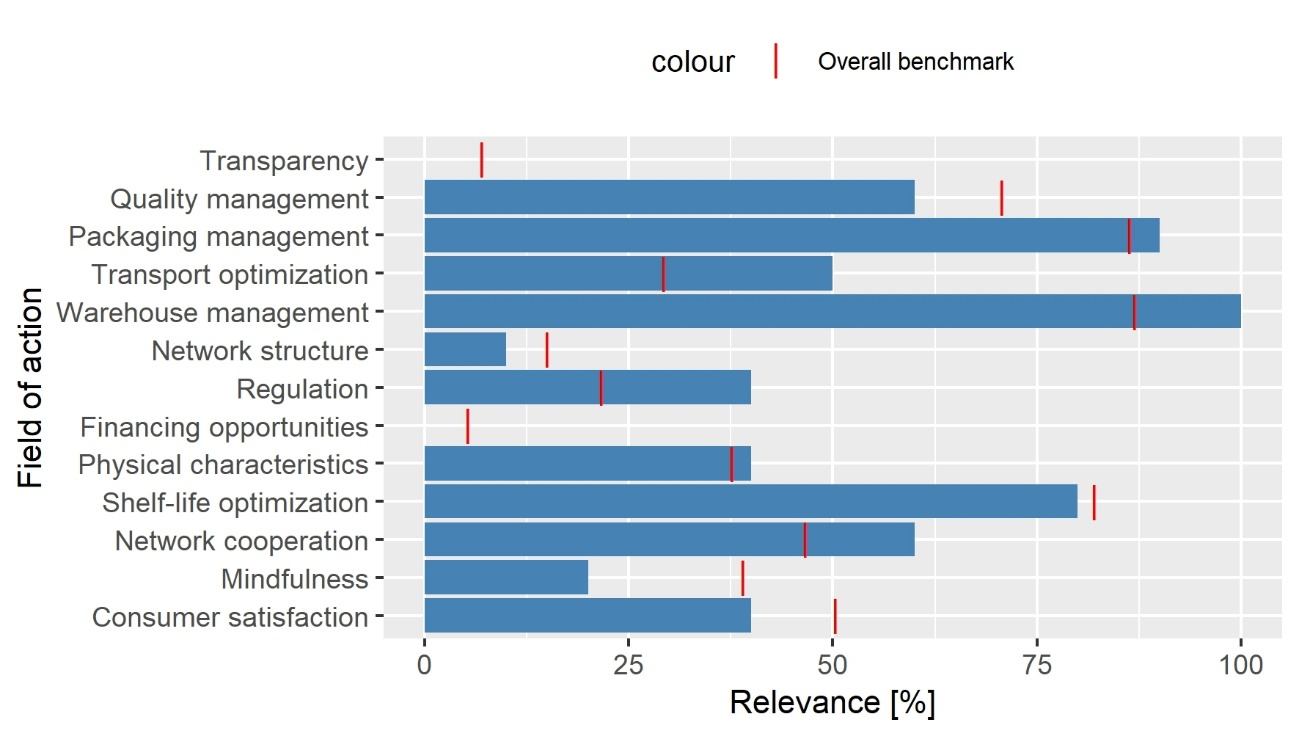 colour Overall benchmark
Transparency
Quality management
Packaging management
Transport optimization
Warehouse management
Network structure
Regulation
Financing opportunities
Physical characteristics
Shelf-life optimization
Network cooperation
Mindfulness
Consumer satisfaction
Field of action
0 25 50 75 100
Relevance [%]